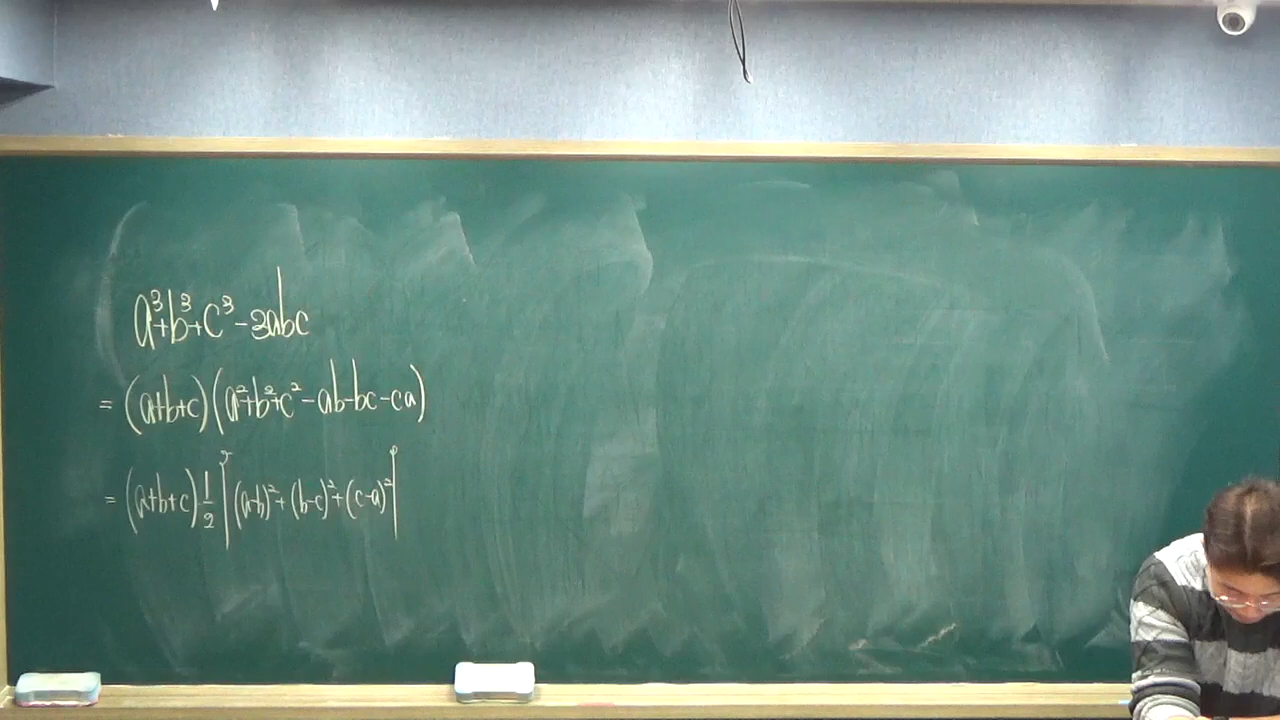 a³+b³+c³-3abc
= (a+b+c)(a²+b²+c²-ab-bc-ca)
= (a+b+c)½{(a-b)²+(b-c)²+(c-a)²}